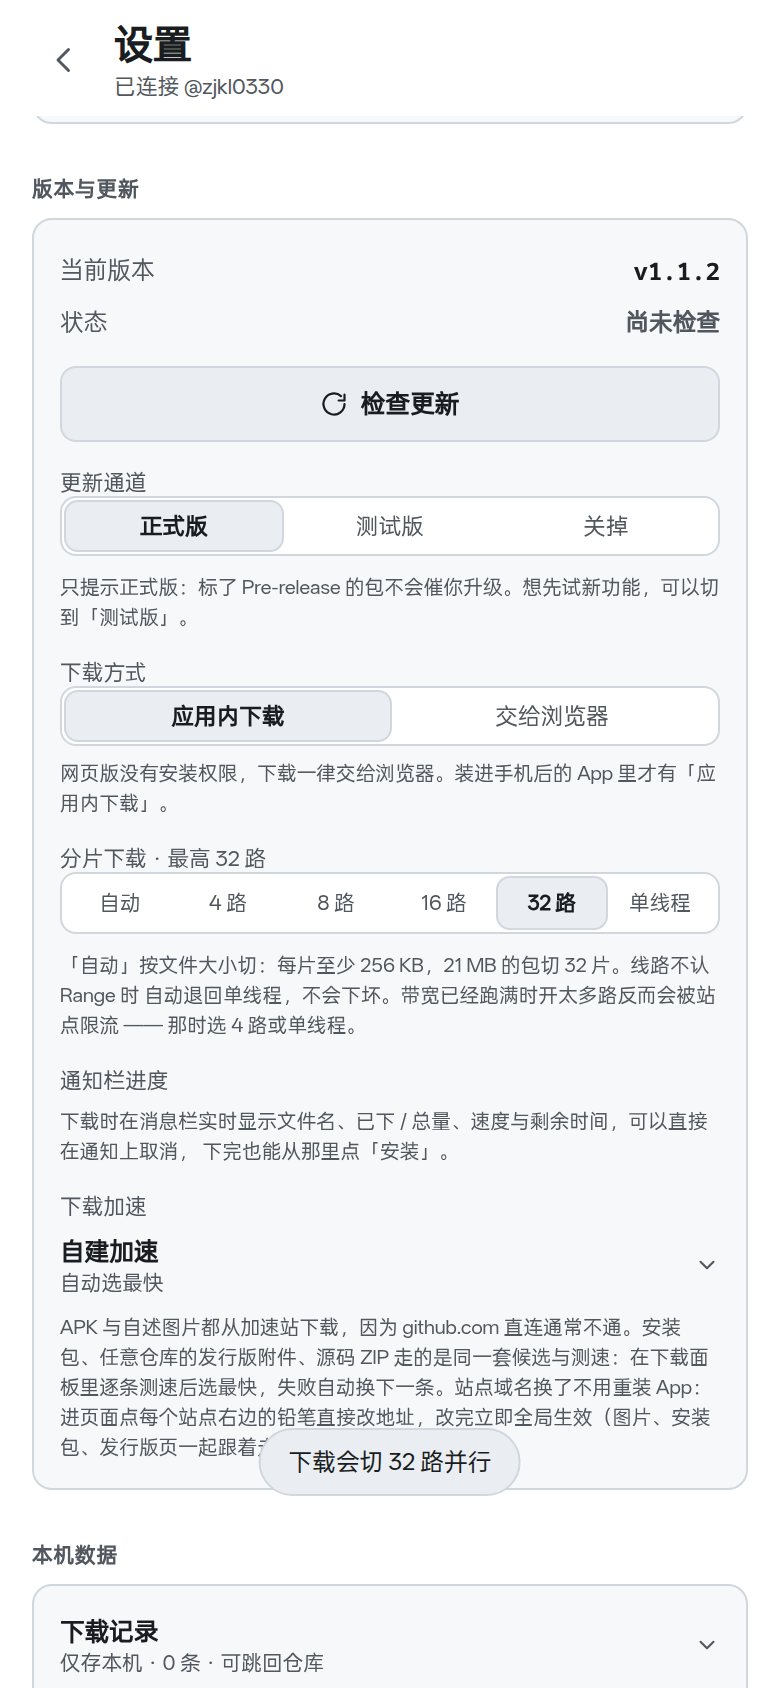 设置
已连接 @zjkl0330
版本与更新
当前版本 v1.1.2
状态 尚未检查
检查更新
更新通道
正式版 测试版 关掉
只提示正式版：标了 Pre-release 的包不会催你升级。想先试新功能，可以切
到「测试版」。
下载方式
应用内下载 交给浏览器
网页版没有安装权限，下载一律交给浏览器。装进手机后的 App 里才有「应
用内下载」。
分片下载 · 最高 32 路
自动 4 路 8 路 16 路 32 路 单线程
「自动」按文件大小切：每片至少 256 KB，21 MB 的包切 32 片。线路不认
Range 时 自动退回单线程，不会下坏。带宽已经跑满时开太多路反而会被站
点限流 —— 那时选 4 路或单线程。
通知栏进度
下载时在消息栏实时显示文件名、已下 / 总量、速度与剩余时间，可以直接
在通知上取消， 下完也能从那里点「安装」。
下载加速
自建加速
自动选最快
APK 与自述图片都从加速站下载，因为 github.com 直连通常不通。安装
包、任意仓库的发行版附件、源码 ZIP 走的是同一套候选与测速：在下载面
板里逐条测速后选最快，失败自动换下一条。站点域名换了不用重装 App：
进页面点每个站点右边的铅笔直接改地址，改完立即全局生效（图片、安装
包、发行版页一起跟着
下载会切 32 路并行
本机数据
下载记录
仅存本机 · 0 条 · 可跳回仓库